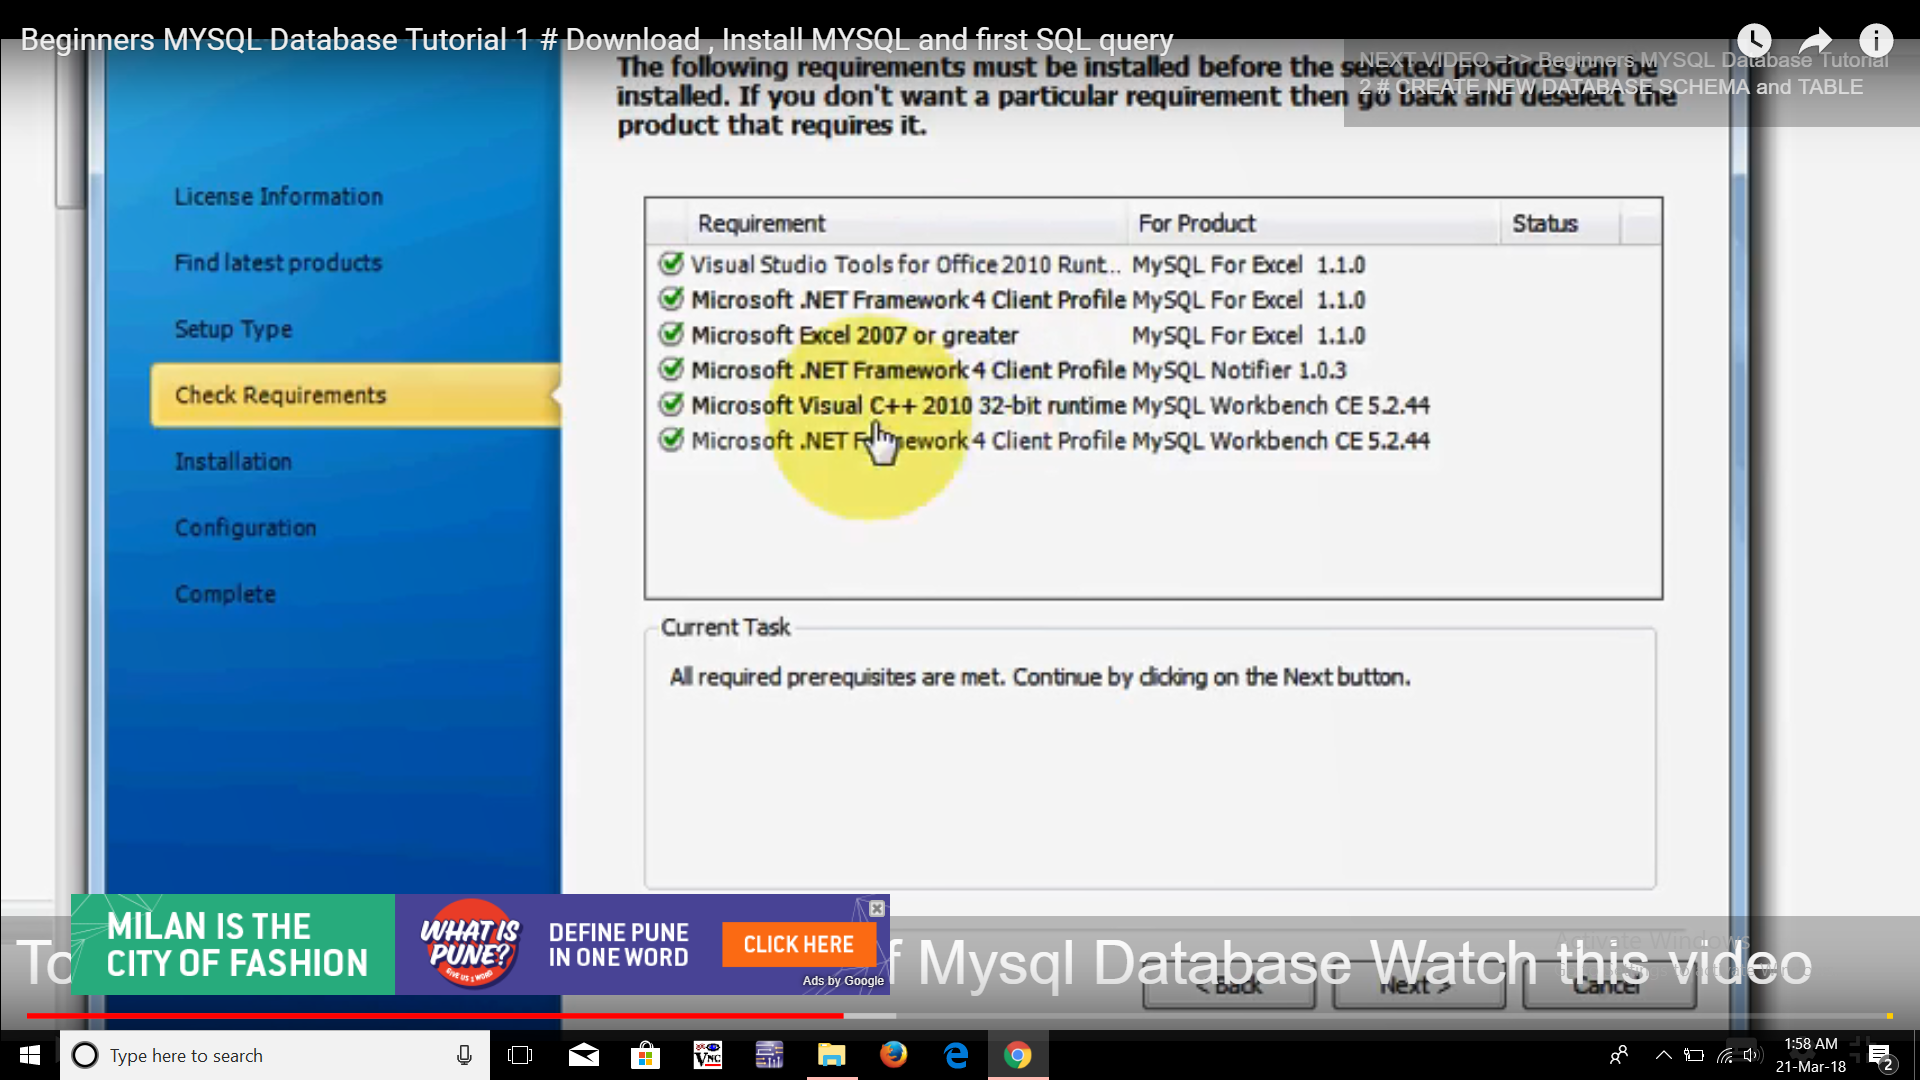 Beginners MYSQL Database Tutorial 1 # Download , Install MYSQL and first SQL query
NEXT VIDEO =>> Beginners MYSQL Database Tutorial
2 # CREATE NEW DATABASE SCHEMA and TABLE
The following requirements must be installed before the selected products can be
installed. If you don't want a particular requirement then go back and deselect the
product that requires it.
License Information
Find latest products
Setup Type
Check Requirements
Installation
Configuration
Complete
Requirement For Product Status
Visual Studio Tools for Office 2010 Runt... MySQL For Excel 1.1.0
Microsoft .NET Framework 4 Client Profile MySQL For Excel 1.1.0
Microsoft Excel 2007 or greater MySQL For Excel 1.1.0
Microsoft .NET Framework 4 Client Profile MySQL Notifier 1.0.3
Microsoft Visual C++ 2010 32-bit runtime MySQL Workbench CE 5.2.44
Microsoft .NET Framework 4 Client Profile MySQL Workbench CE 5.2.44
Current Task
All required prerequisites are met. Continue by clicking on the Next button.
MILAN IS THE
CITY OF FASHION
WHAT IS
PUNE?
GIVE US 1 WORD
DEFINE PUNE
IN ONE WORD
CLICK HERE
Ads by Google
Mysql Database Watch this video
Activate Windows
< Back Next > Cancel
Type here to search
VNC
1:58 AM
21-Mar-18
2